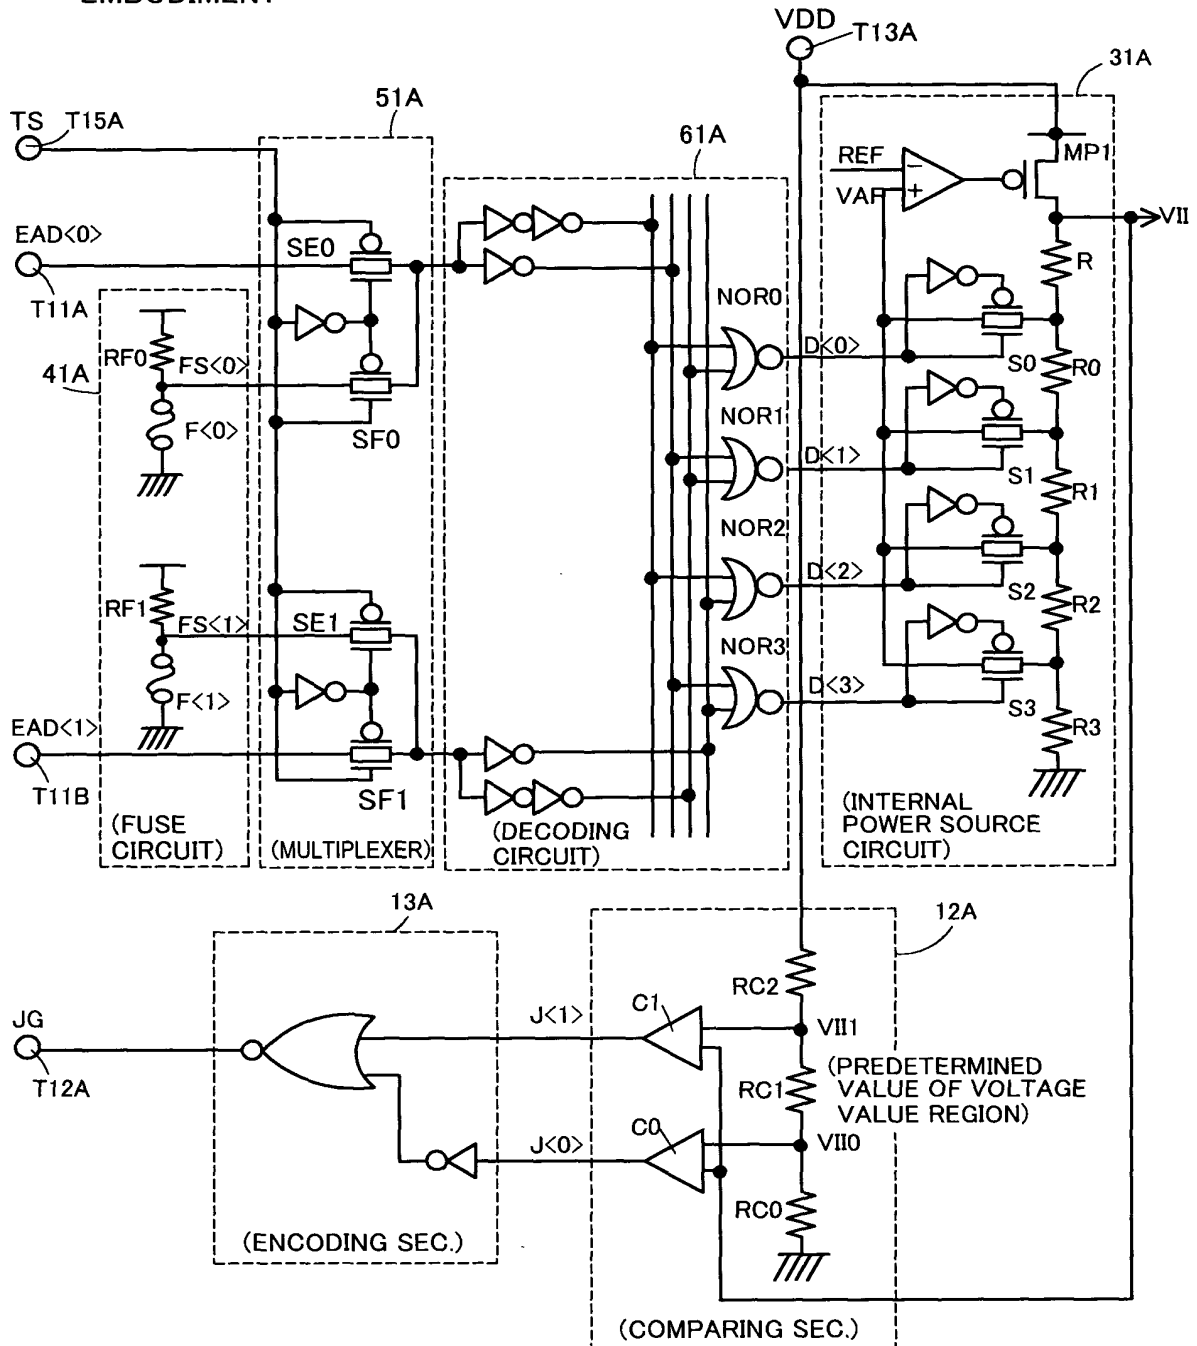 EMBODIMENT
VDD
T13A
31A
51A
TS
T15A
61A
REF
MP1
VAF
VII
EAD<0>
SE0
R
T11A
NOR0
RF0
FS<0>
D<0>
S0
R0
41A
F<0>
SF0
NOR1
D<1>
S1
R1
NOR2
D<2>
S2
R2
RF1
FS<1>
SE1
NOR3
F<1>
D<3>
S3
R3
EAD<1>
T11B
SF1
(FUSE
CIRCUIT)
(MULTIPLEXER)
(DECODING
CIRCUIT)
(INTERNAL
POWER SOURCE
CIRCUIT)
13A
12A
RC2
C1
J<1>
VII1
JG
T12A
RC1
(PREDETERMINED
VALUE OF VOLTAGE
VALUE REGION)
C0
J<0>
VII0
RC0
(ENCODING SEC.)
(COMPARING SEC.)